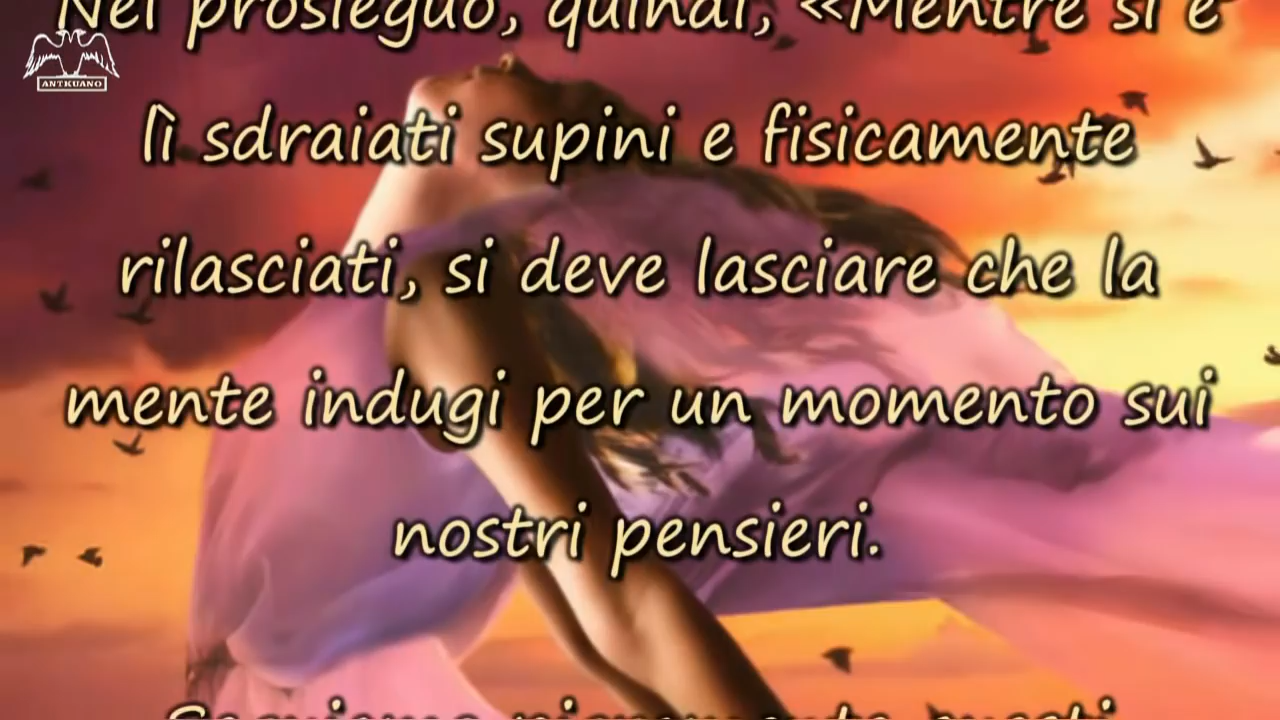 Nel prosieguo, quindi, «Mentre si è
ANTKUANO
lì sdraiati supini e fisicamente
rilasciati, si deve lasciare che la
mente indugi per un momento sui
nostri pensieri.